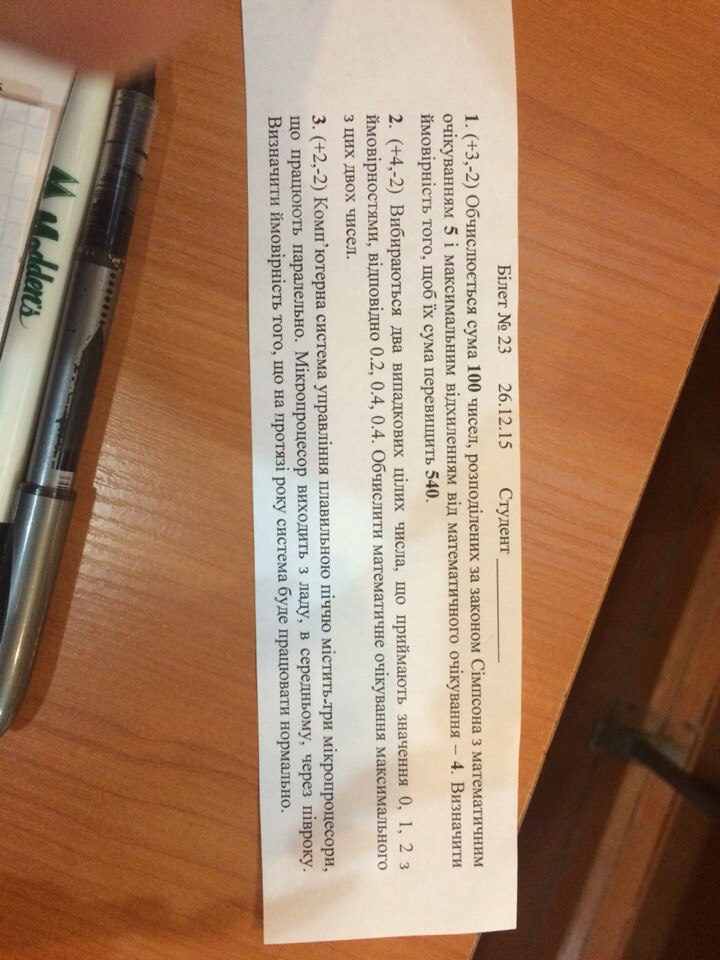 Білет № 23 26.12.15 Студент ________
1. (+3,-2) Обчислюється сума 100 чисел, розподілених за законом Сімпсона з математичним
очікуванням 5 і максимальним відхиленням від математичного очікування – 4. Визначити
ймовірність того, щоб їх сума перевищить 540.
2. (+4,-2) Вибираються два випадкових цілих числа, що приймають значення 0, 1, 2 з
ймовірностями, відповідно 0.2, 0.4, 0.4. Обчислити математичне очікування максимального
з цих двох чисел.
3. (+2,-2) Комп’ютерна система управління плавильною піччю містить три мікропроцесори,
що працюють паралельно. Мікропроцесор виходить з ладу, в середньому, через півроку.
Визначити ймовірність того, що на протязі року система буде працювати нормально.
Madden's